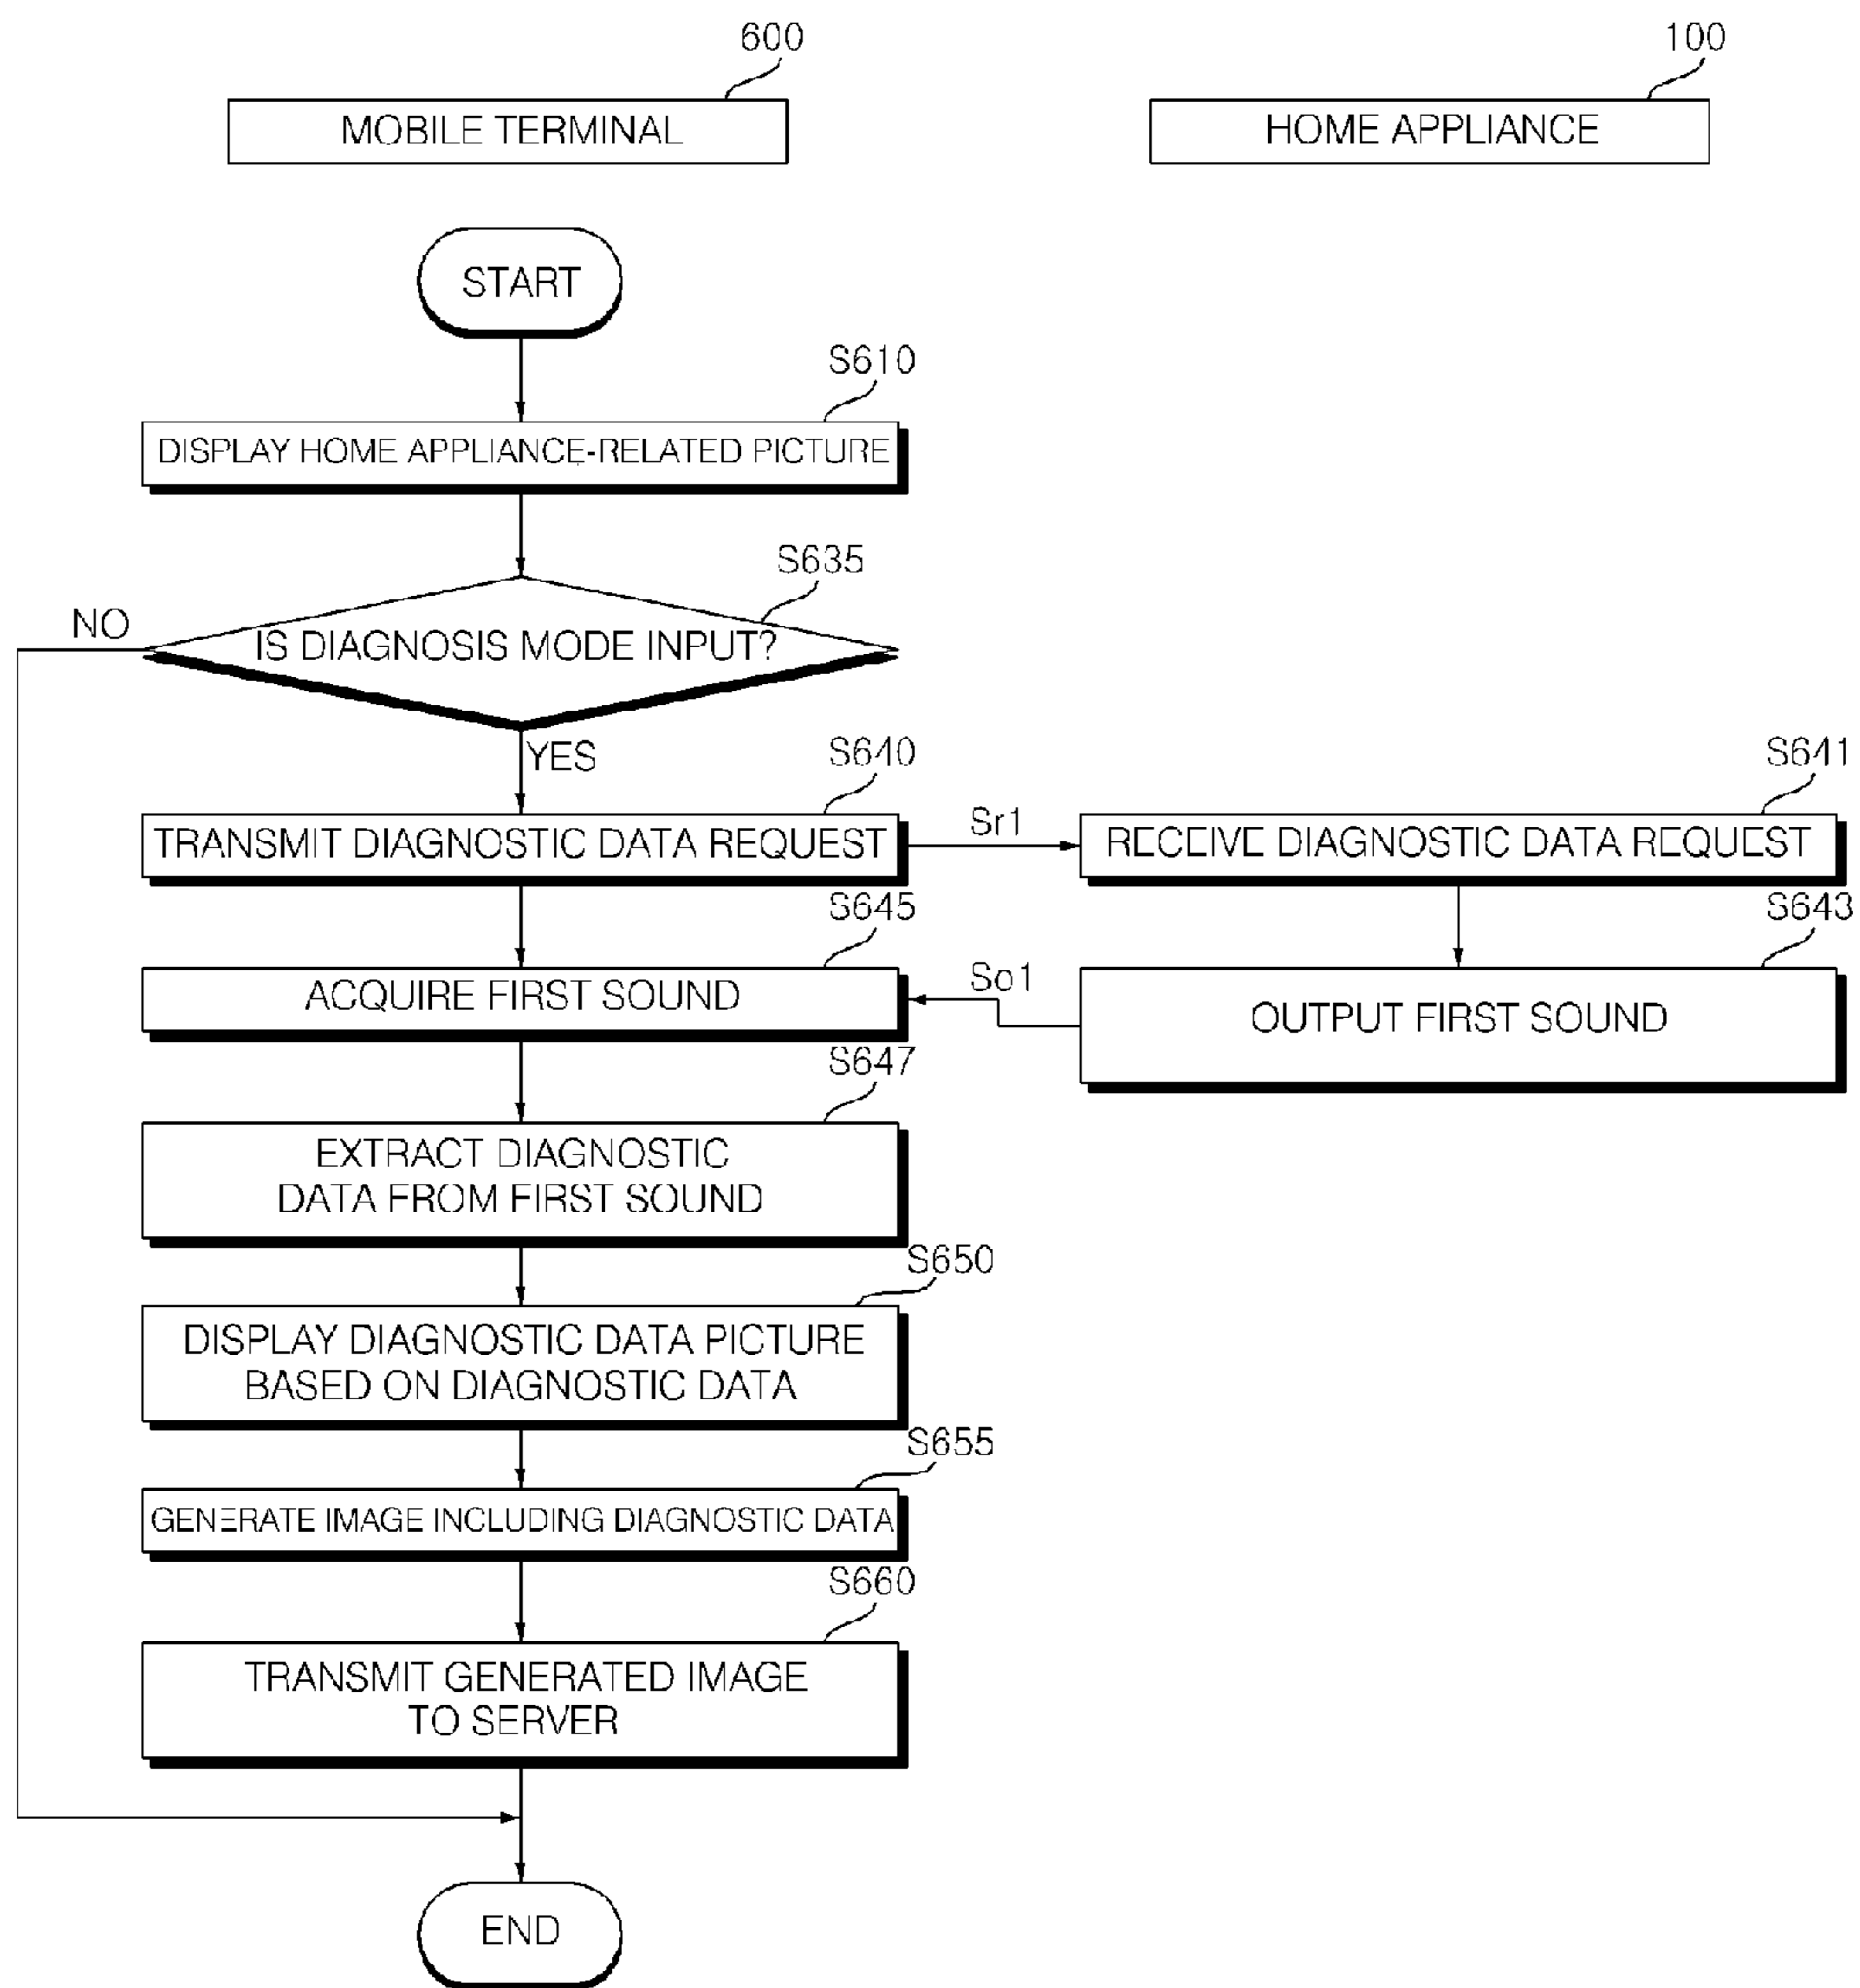 600
100
MOBILE TERMINAL
HOME APPLIANCE
START
S610
DISPLAY HOME APPLIANCE-RELATED PICTURE
S635
NO
IS DIAGNOSIS MODE INPUT?
YES
S640
S641
TRANSMIT DIAGNOSTIC DATA REQUEST
Sr1
RECEIVE DIAGNOSTIC DATA REQUEST
S645
S643
ACQUIRE FIRST SOUND
So1
OUTPUT FIRST SOUND
S647
EXTRACT DIAGNOSTIC
DATA FROM FIRST SOUND
S650
DISPLAY DIAGNOSTIC DATA PICTURE
BASED ON DIAGNOSTIC DATA
S655
GENERATE IMAGE INCLUDING DIAGNOSTIC DATA
S660
TRANSMIT GENERATED IMAGE
TO SERVER
END